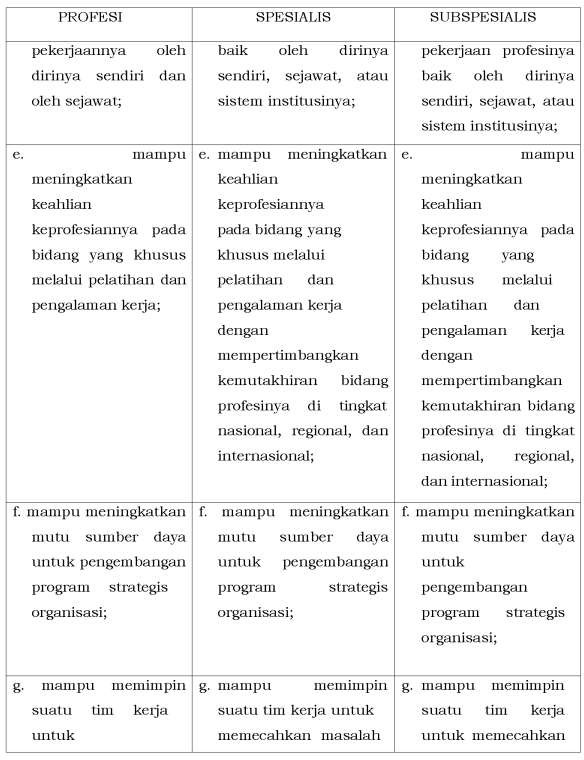 PROFESI
SPESIALIS
SUBSPESIALIS
pekerjaannya oleh
dirinya sendiri dan
oleh sejawat;
baik oleh dirinya
sendiri, sejawat, atau
sistem institusinya;
pekerjaan profesinya
baik oleh dirinya
sendiri, sejawat, atau
sistem institusinya;
e. mampu
meningkatkan
keahlian
keprofesiannya pada
bidang yang khusus
melalui pelatihan dan
pengalaman kerja;
e. mampu meningkatkan
keahlian
keprofesiannya
pada bidang yang
khusus melalui
pelatihan dan
pengalaman kerja
dengan
mempertimbangkan
kemutakhiran bidang
profesinya di tingkat
nasional, regional, dan
internasional;
e. mampu
meningkatkan
keahlian
keprofesiannya pada
bidang yang
khusus melalui
pelatihan dan
pengalaman kerja
dengan
mempertimbangkan
kemutakhiran bidang
profesinya di tingkat
nasional, regional,
dan internasional;
f. mampu meningkatkan
mutu sumber daya
untuk pengembangan
program strategis
organisasi;
f. mampu meningkatkan
mutu sumber daya
untuk pengembangan
program strategis
organisasi;
f. mampu meningkatkan
mutu sumber daya
untuk
pengembangan
program strategis
organisasi;
g. mampu memimpin
suatu tim kerja
untuk
g. mampu memimpin
suatu tim kerja untuk
memecahkan masalah
g. mampu memimpin
suatu tim kerja
untuk memecahkan